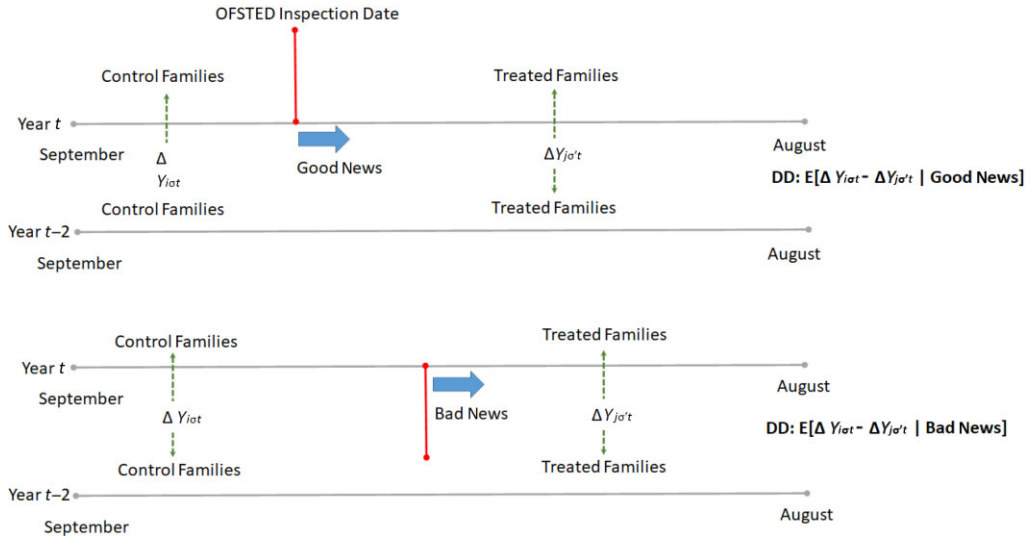 OFSTED Inspection Date
Control Families
Treated Families
Year t
September
Δ
Yiσt
Good News
ΔYjσ't
August
DD: E[Δ Yiσt - ΔYjσ't | Good News]
Control Families
Treated Families
Year t–2
September
August
Control Families
Treated Families
Year t
September
Δ Yiσt
Bad News
ΔYjσ't
August
DD: E[Δ Yiσt - ΔYjσ't | Bad News]
Control Families
Treated Families
Year t–2
September
August